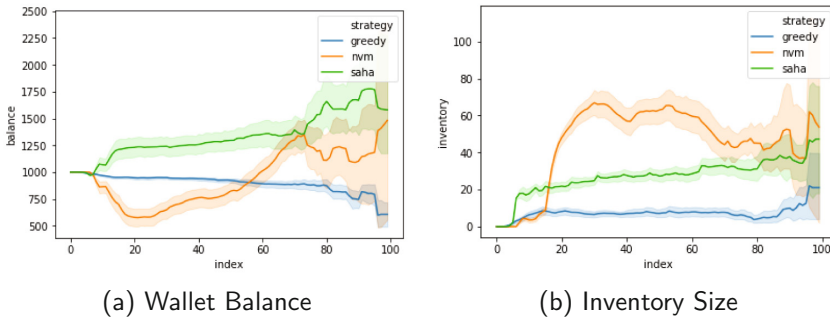 2500
2250
2000
1750
1500
1250
1000
750
500
balance
0
20
40
60
80
100
index
strategy
greedy
nvm
saha
120
100
80
60
40
20
0
inventory
0
20
40
60
80
100
index
strategy
greedy
nvm
saha
(a) Wallet Balance
(b) Inventory Size